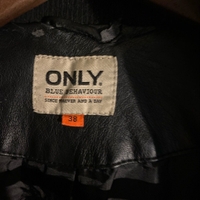 ONLY.
BLUE BEHAVIOUR
SINCE FOREVER AND A DAY
38